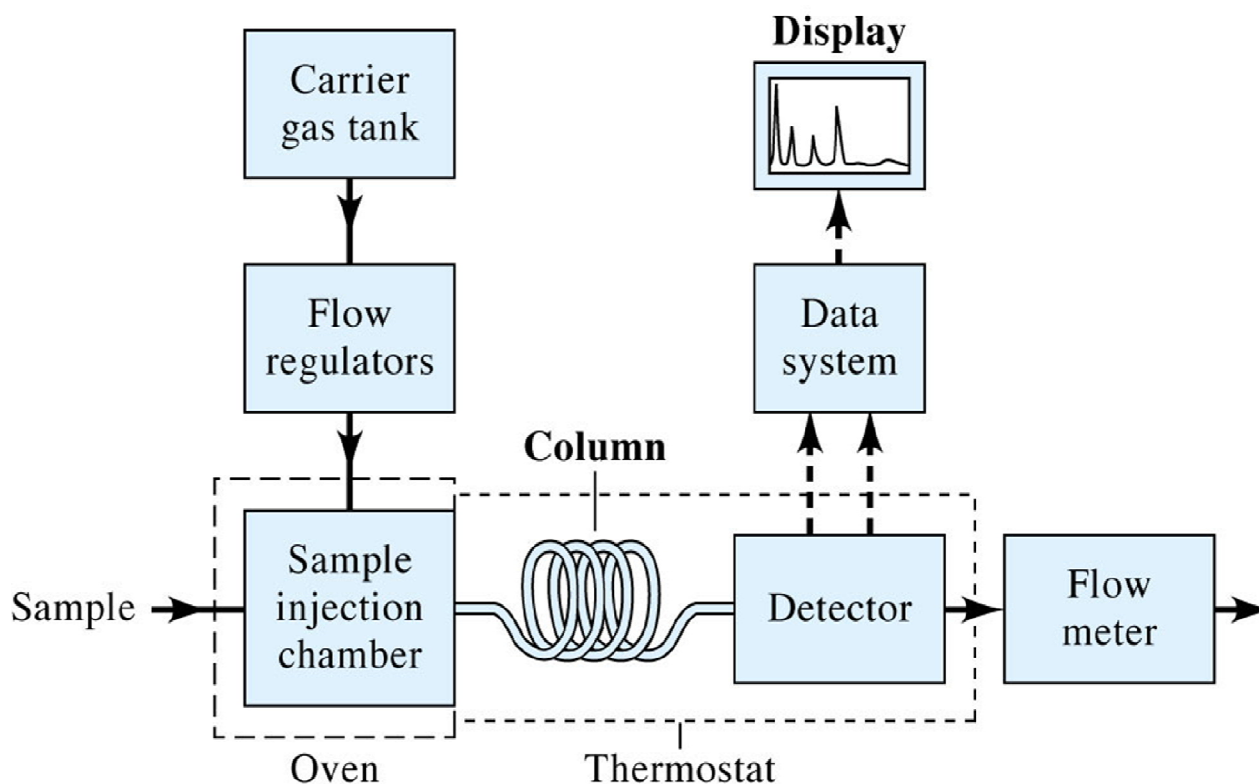 Display
Carrier
gas tank
Flow
regulators
Data
system
Column
Sample
Sample
injection
chamber
Detector
Flow
meter
Oven
Thermostat